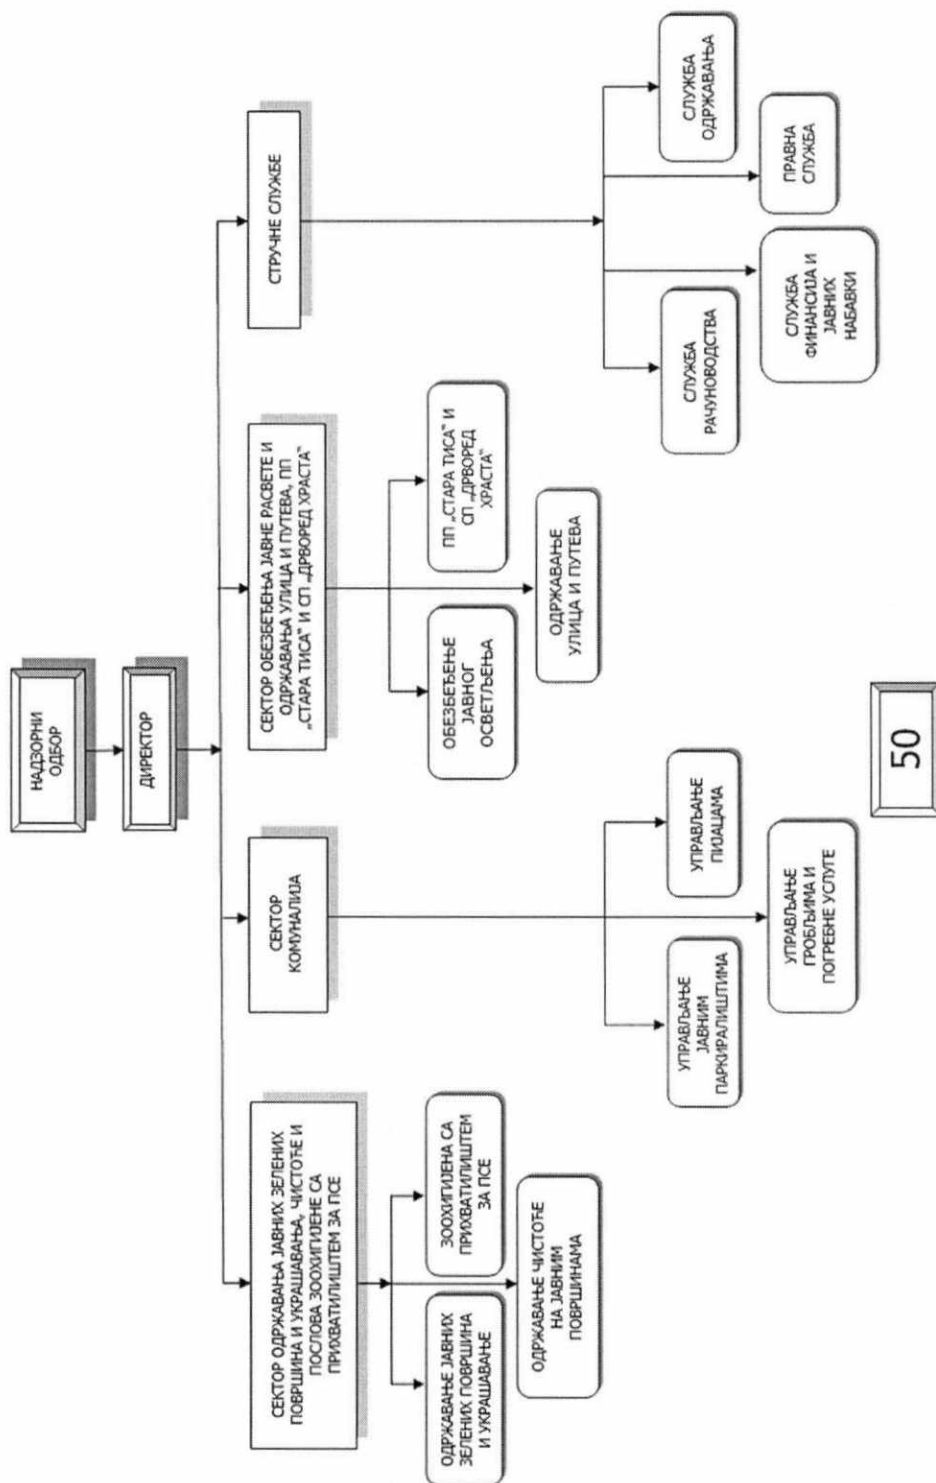 НАДЗОРНИ
ОДБОР
ДИРЕКТОР
СЕКТОР ОДРЖАВАЊА ЈАВНИХ ЗЕЛЕНИХ
ПОВРШИНА И УКРАШАВАЊА, ЧИСТОЋЕ И
ПОСЛОВА ЗООХИГИЈЕНЕ СА
ПРИХВАТИЛИШТЕМ ЗА ПСЕ
СЕКТОР
КОМУНАЛИЈА
СЕКТОР ОБЕЗБЕЂЕЊА ЈАВНЕ РАСВЕТЕ И
ОДРЖАВАЊА УЛИЦА И ПУТЕВА, ПП
„СТАРА ТИСА“ И СП „ДРВОРЕД ХРАСТА“
СТРУЧНЕ СЛУЖБЕ
ОДРЖАВАЊЕ ЈАВНИХ
ЗЕЛЕНИХ ПОВРШИНА
И УКРАШАВАЊЕ
ЗООХИГИЈЕНА СА
ПРИХВАТИЛИШТЕМ
ЗА ПСЕ
ОДРЖАВАЊЕ ЧИСТОЋЕ
НА ЈАВНИМ
ПОВРШИНАМА
УПРАВЉАЊЕ
ЈАВНИМ
ПАРКИРАЛИШТИМА
УПРАВЉАЊЕ
ПИЈАЦАМА
УПРАВЉАЊЕ
ГРОБЉИМА И
ПОГРЕБНЕ УСЛУГЕ
ОБЕЗБЕЂЕЊЕ
ЈАВНОГ
ОСВЕТЉЕЊА
ПП „СТАРА ТИСА“ И
СП „ДРВОРЕД
ХРАСТА“
ОДРЖАВАЊЕ
УЛИЦА И ПУТЕВА
СЛУЖБА
РАЧУНОВОДСТВА
СЛУЖБА
ФИНАНСИЈА И
ЈАВНИХ
НАБАВКИ
ПРАВНА
СЛУЖБА
СЛУЖБА
ОДРЖАВАЊА
50